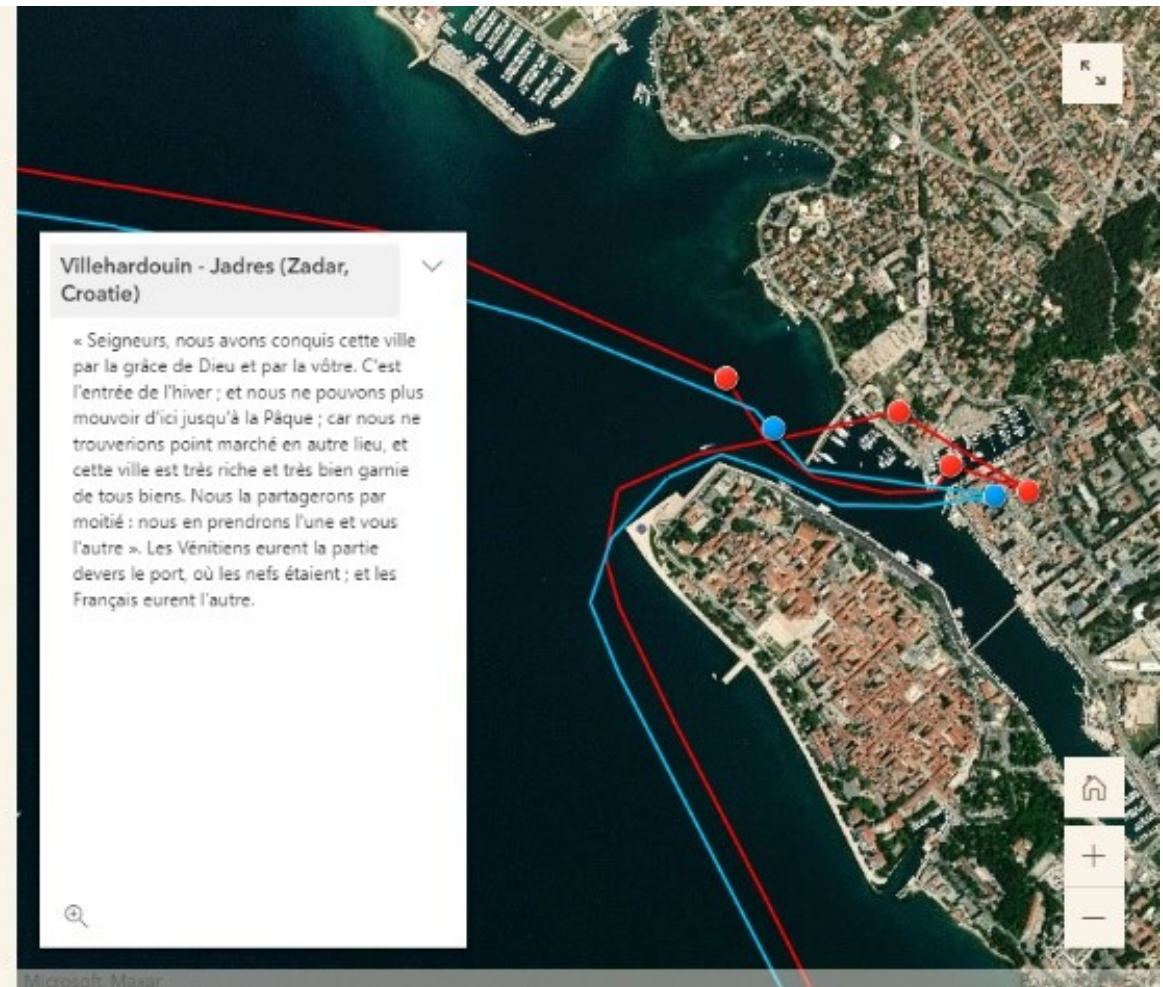 Villehardouin - Jadres (Zadar,
Croatie)
« Seigneurs, nous avons conquis cette ville
par la grâce de Dieu et par la vôtre. C'est
l'entrée de l'hiver ; et nous ne pouvons plus
mouvoir d'ici jusqu'à la Pâque ; car nous ne
trouverions point marché en autre lieu, et
cette ville est très riche et très bien garnie
de tous biens. Nous la partagerons par
moitié : nous en prendrons l'une et vous
l'autre ». Les Vénitiens eurent la partie
devers le port, où les nefs étaient ; et les
Français eurent l'autre.
Microsoft, Maxar